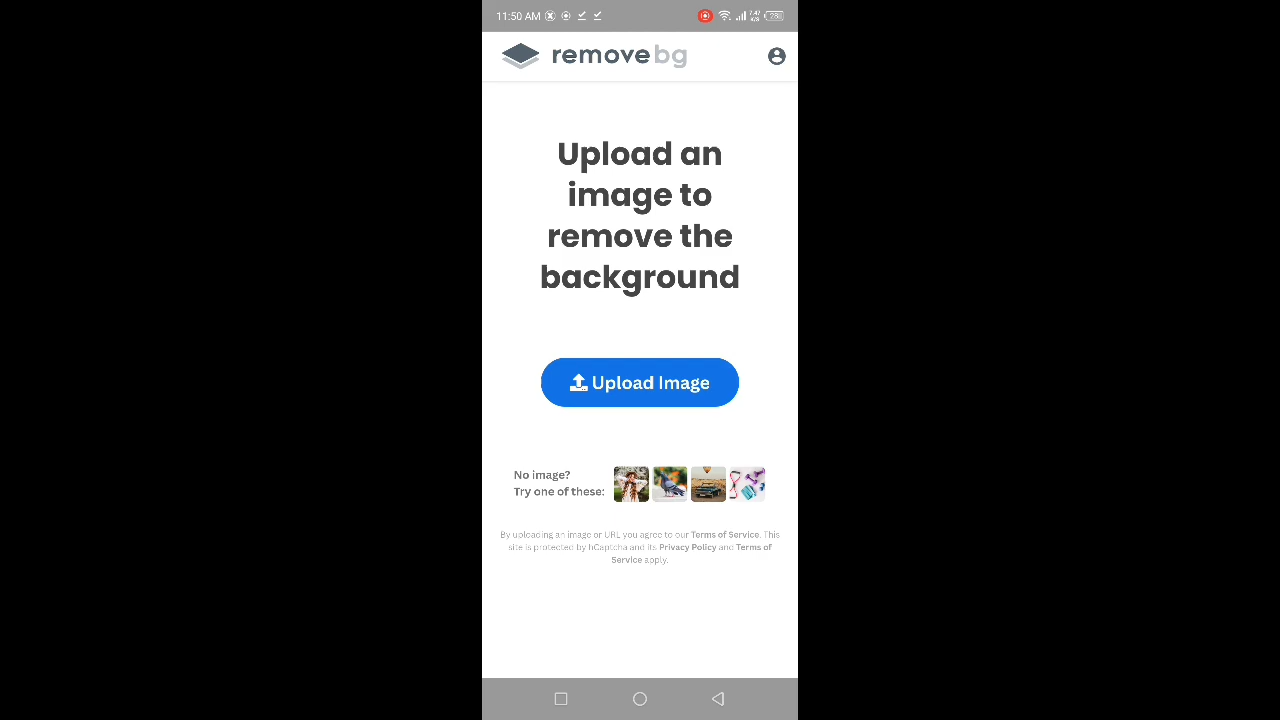 11:50 AM
removebg
Upload an
image to
remove the
background
Upload Image
No image?
Try one of these:
By uploading an image or URL you agree to our Terms of Service. This
site is protected by hCaptcha and its Privacy Policy and Terms of
Service apply.